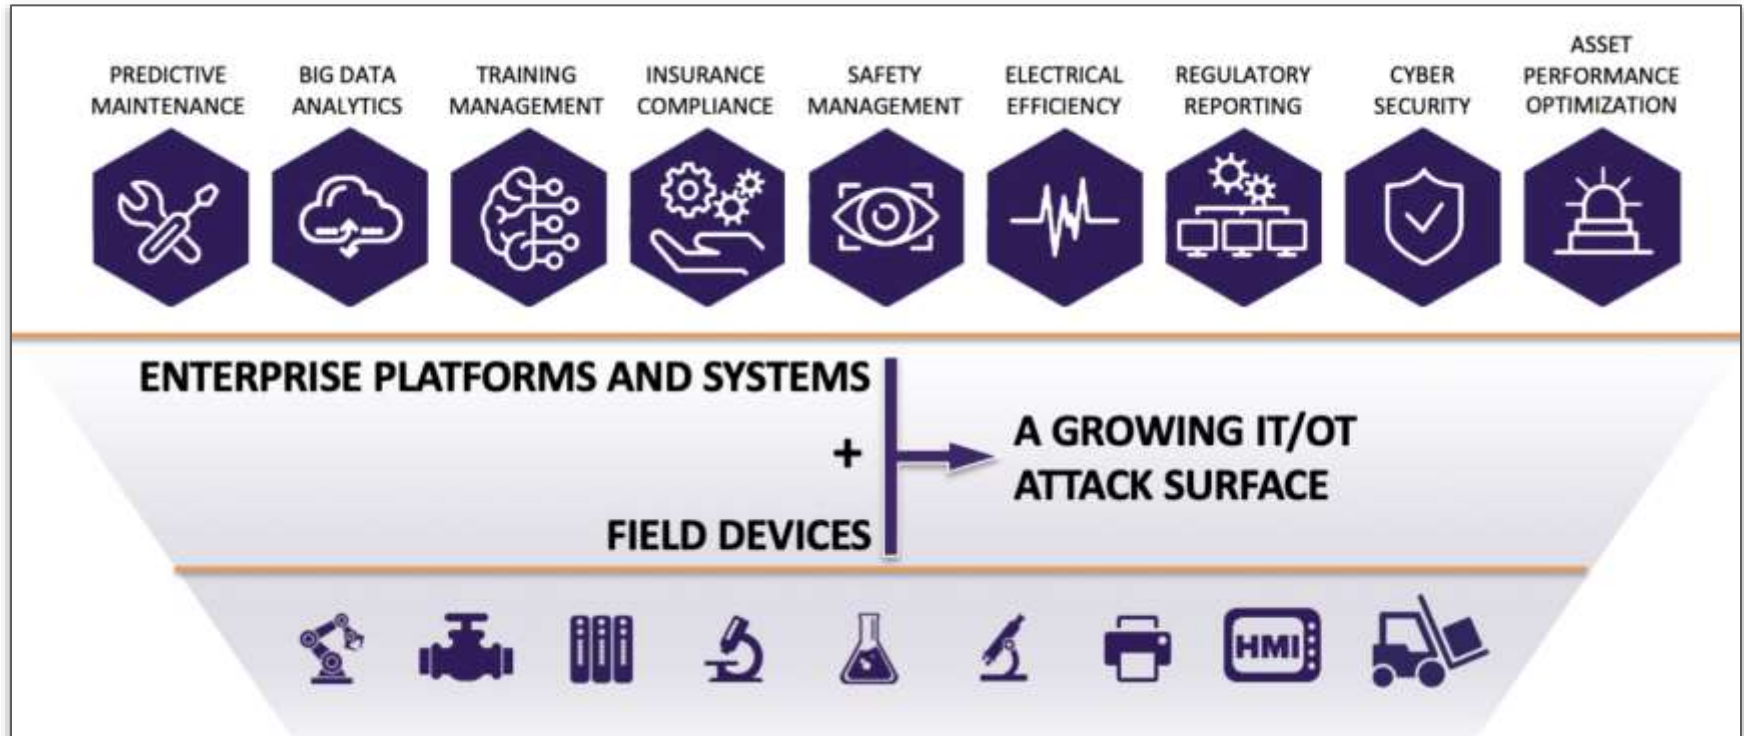 PREDICTIVE
MAINTENANCE
BIG DATA
ANALYTICS
TRAINING
MANAGEMENT
INSURANCE
COMPLIANCE
SAFETY
MANAGEMENT
ELECTRICAL
EFFICIENCY
REGULATORY
REPORTING
CYBER
SECURITY
ASSET
PERFORMANCE
OPTIMIZATION
ENTERPRISE PLATFORMS AND SYSTEMS
+
FIELD DEVICES
A GROWING IT/OT
ATTACK SURFACE
HMI